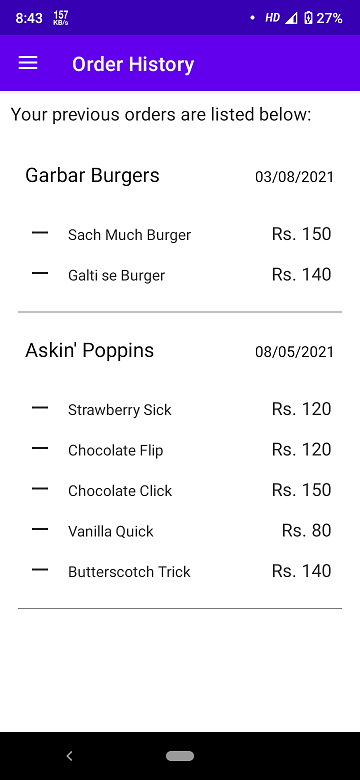 8:43 157 KB/s HD 27%
Order History
Your previous orders are listed below:
Garbar Burgers 03/08/2021
Sach Much Burger Rs. 150
Galti se Burger Rs. 140
Askin' Poppins 08/05/2021
Strawberry Sick Rs. 120
Chocolate Flip Rs. 120
Chocolate Click Rs. 150
Vanilla Quick Rs. 80
Butterscotch Trick Rs. 140